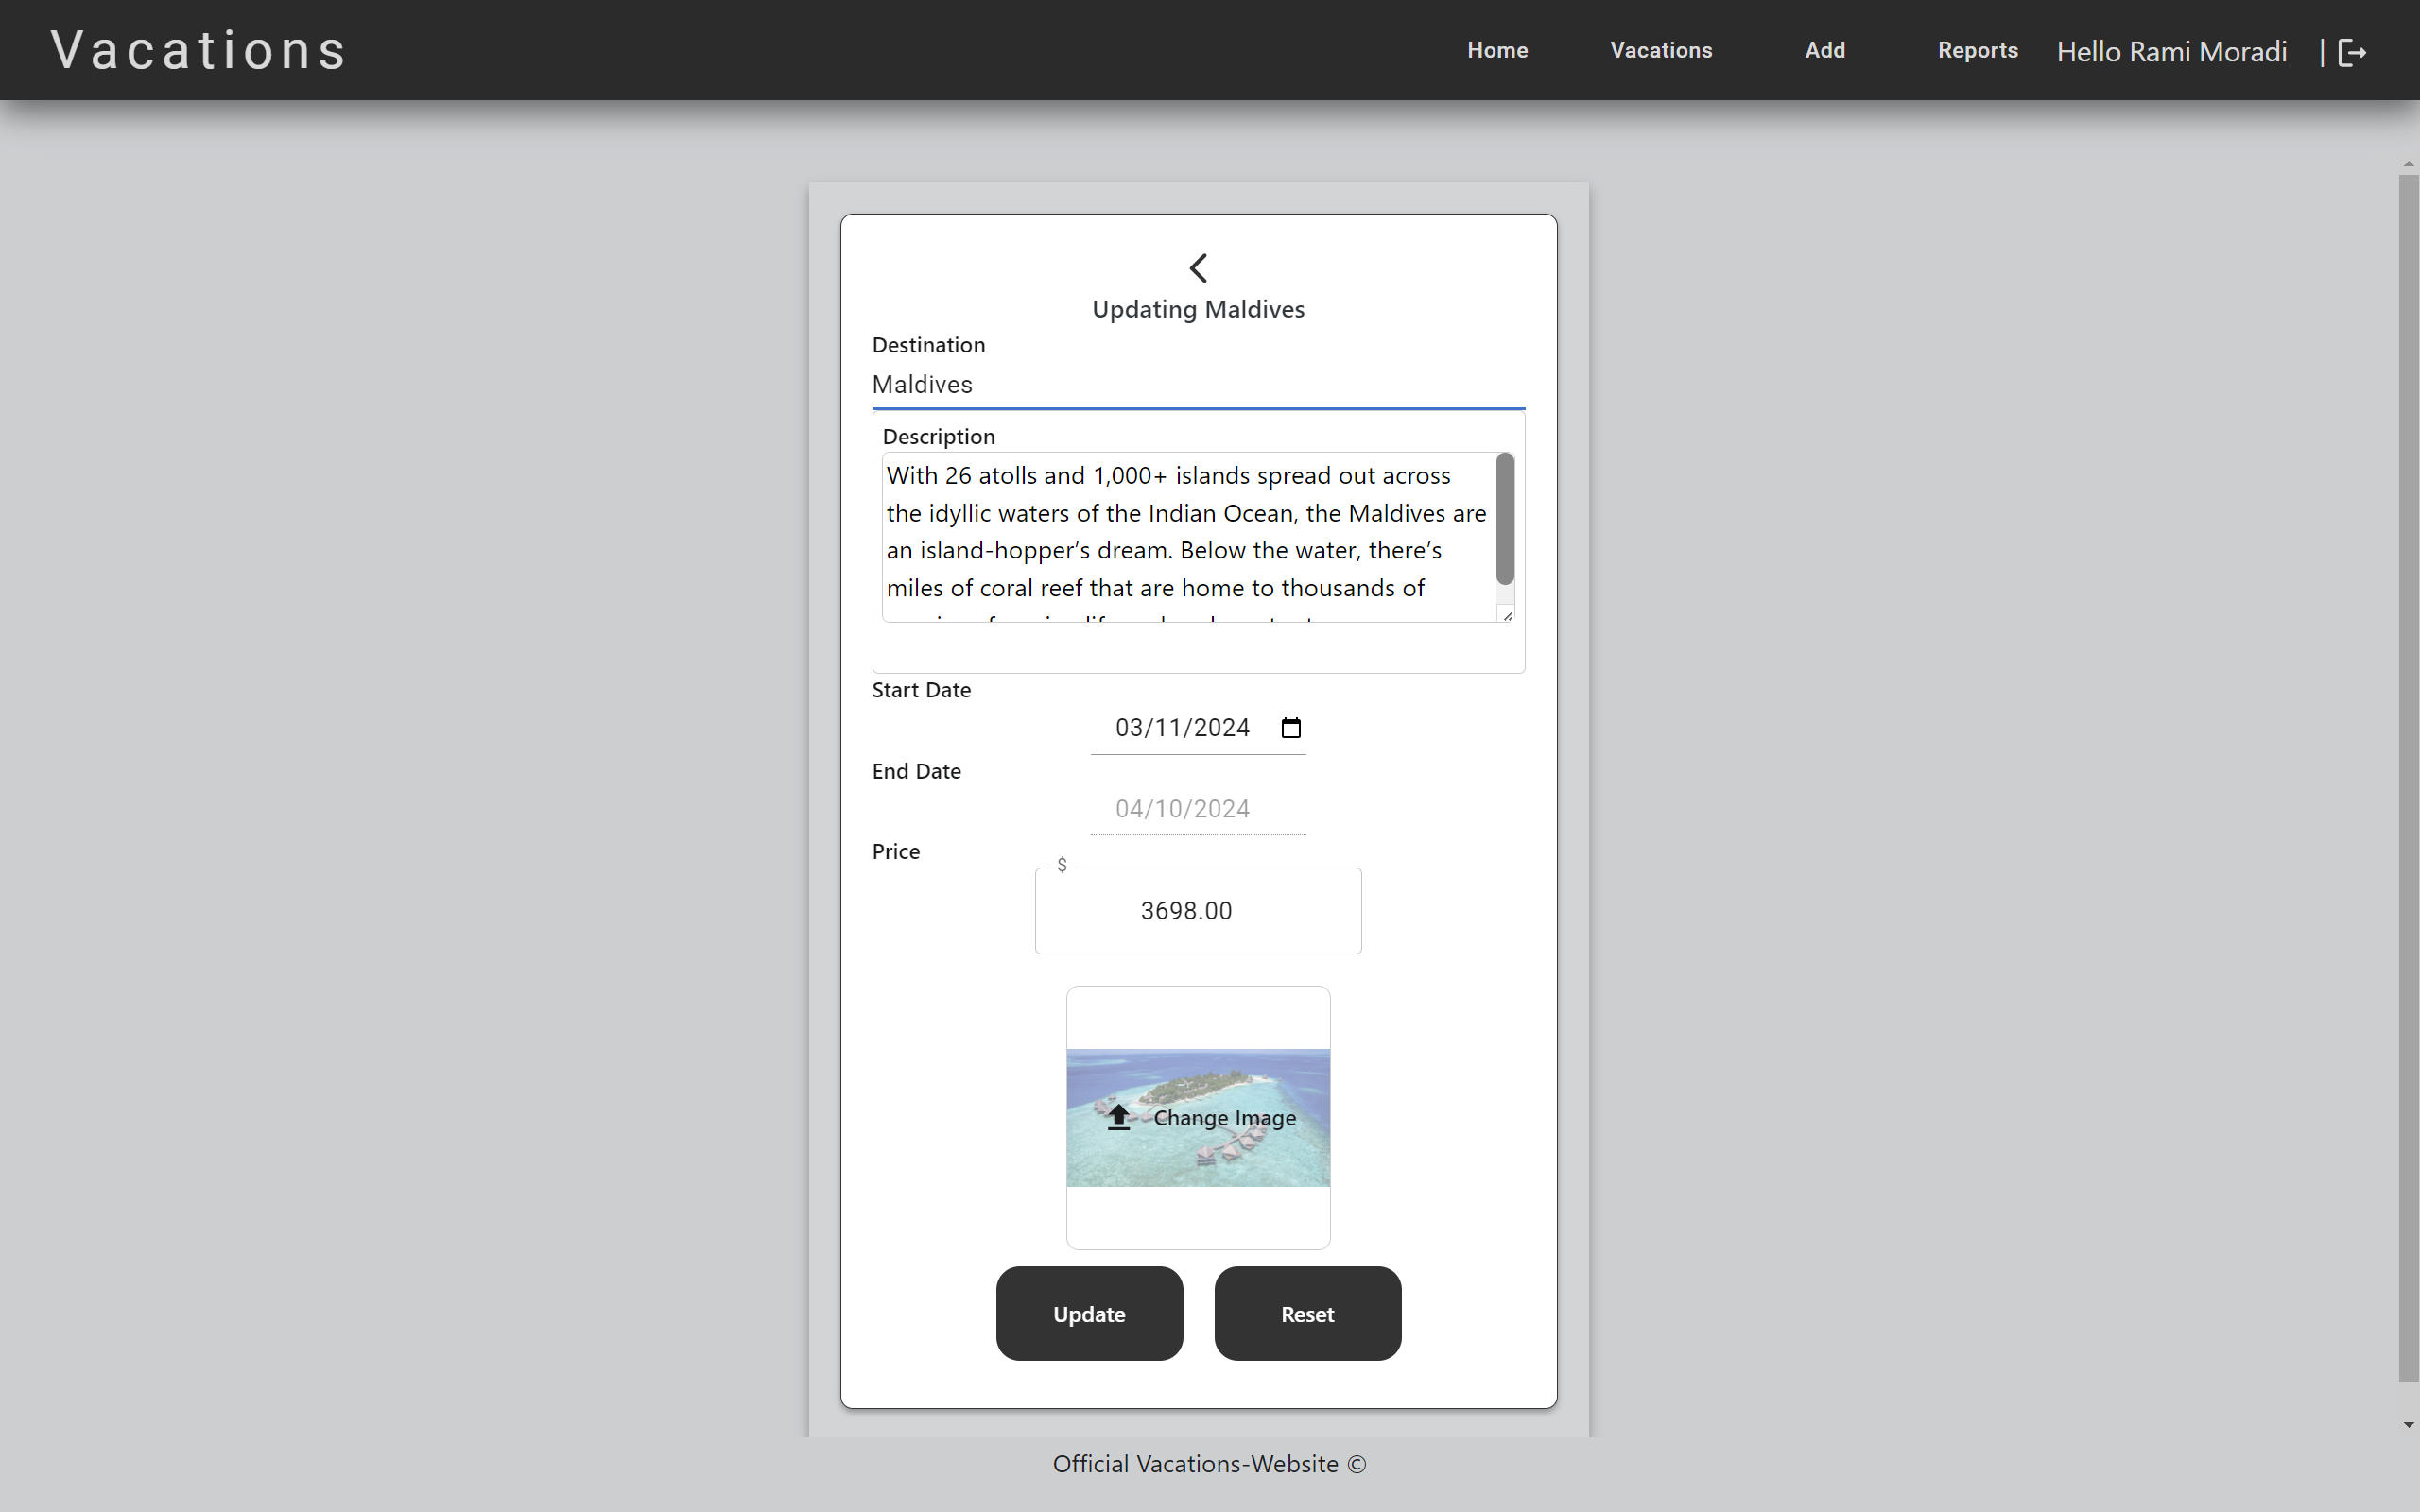 Vacations
Home Vacations Add Reports Hello Rami Moradi |
Updating Maldives
Destination
Maldives
Description
With 26 atolls and 1,000+ islands spread out across
the idyllic waters of the Indian Ocean, the Maldives are
an island-hopper’s dream. Below the water, there’s
miles of coral reef that are home to thousands of
Start Date
03/11/2024
End Date
04/10/2024
Price
$
3698.00
Change Image
Update Reset
Official Vacations-Website ©